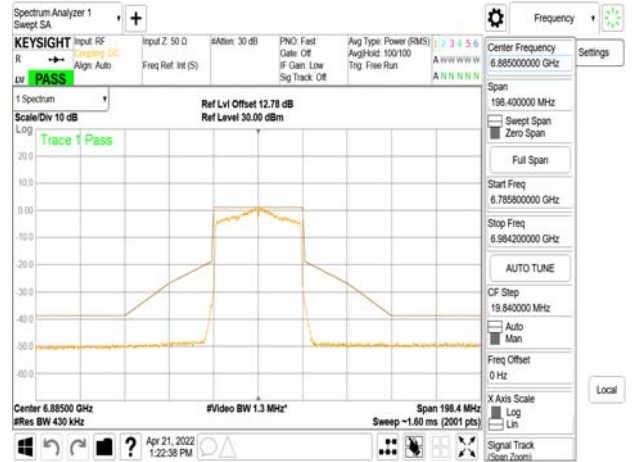 Spectrum Analyzer 1
Swept SA
Frequency
Settings
KEYSIGHT
R
LV PASS
Input: RF
Coupling: DC
Align: Auto
Input Z: 50 Ω
Freq Ref: Int (S)
#Atten: 30 dB
PNO: Fast
Gate: Off
IF Gain: Low
Sig Track: Off
Avg Type: Power (RMS)
Avg|Hold: 100/100
Trig: Free Run
1 2 3 4 5 6
A W W W W W
A N N N N N
1 Spectrum
Scale/Div 10 dB
Ref Lvl Offset 12.78 dB
Ref Level 30.00 dBm
Log
Trace 1 Pass
20.0
10.0
0.00
-10.0
-20.0
-30.0
-40.0
-50.0
-60.0
Center 6.88500 GHz
#Res BW 430 kHz
#Video BW 1.3 MHz*
Span 198.4 MHz
Sweep ~1.60 ms (2001 pts)
Center Frequency
6.885000000 GHz
Span
198.400000 MHz
Swept Span
Zero Span
Full Span
Start Freq
6.785800000 GHz
Stop Freq
6.984200000 GHz
AUTO TUNE
CF Step
19.840000 MHz
Auto
Man
Freq Offset
0 Hz
X Axis Scale
Log
Lin
Signal Track
(Span Zoom)
Local
?
Apr 21, 2022
1:22:38 PM